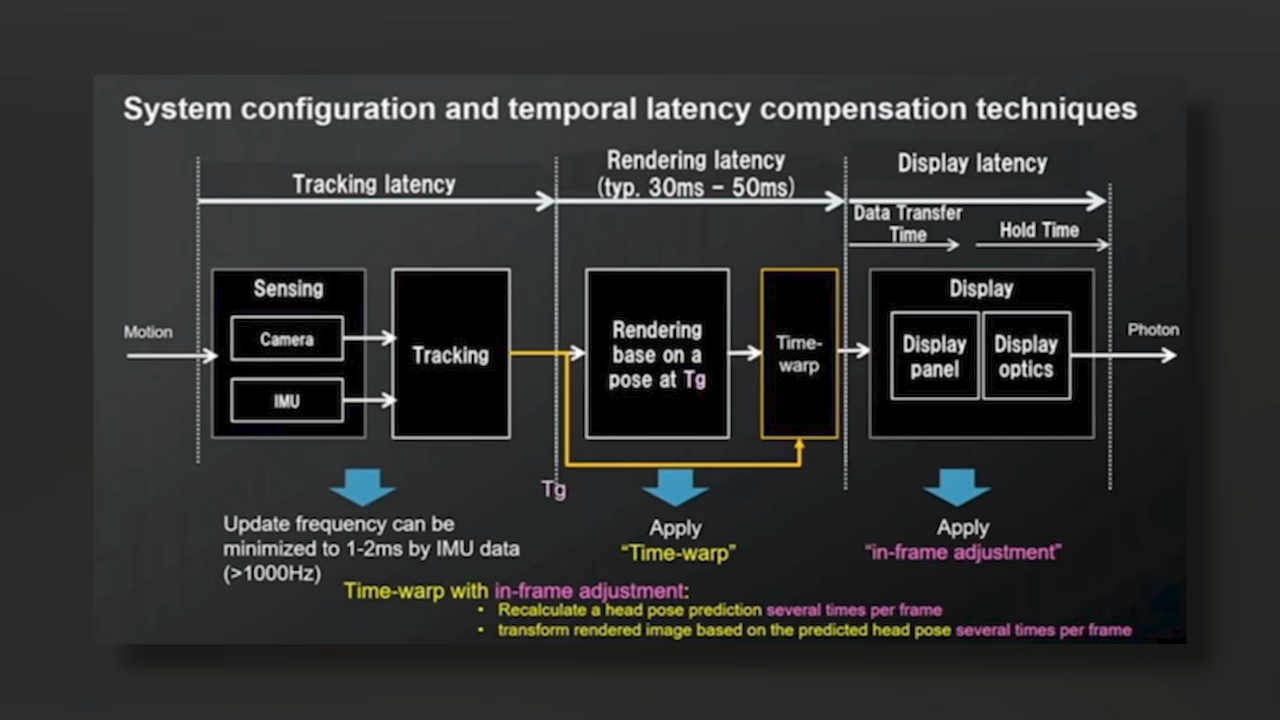 System configuration and temporal latency compensation techniques
Tracking latency
Rendering latency
(typ. 30ms – 50ms)
Display latency
Data Transfer
Time
Hold Time
Motion
Sensing
Camera
IMU
Tracking
Rendering
base on a
pose at Tg
Time-
warp
Display
Display
panel
Display
optics
Photon
Tg
Update frequency can be
minimized to 1-2ms by IMU data
(>1000Hz)
Apply
“Time-warp”
Apply
“in-frame adjustment”
Time-warp with in-frame adjustment:
• Recalculate a head pose prediction several times per frame
• transform rendered image based on the predicted head pose several times per frame